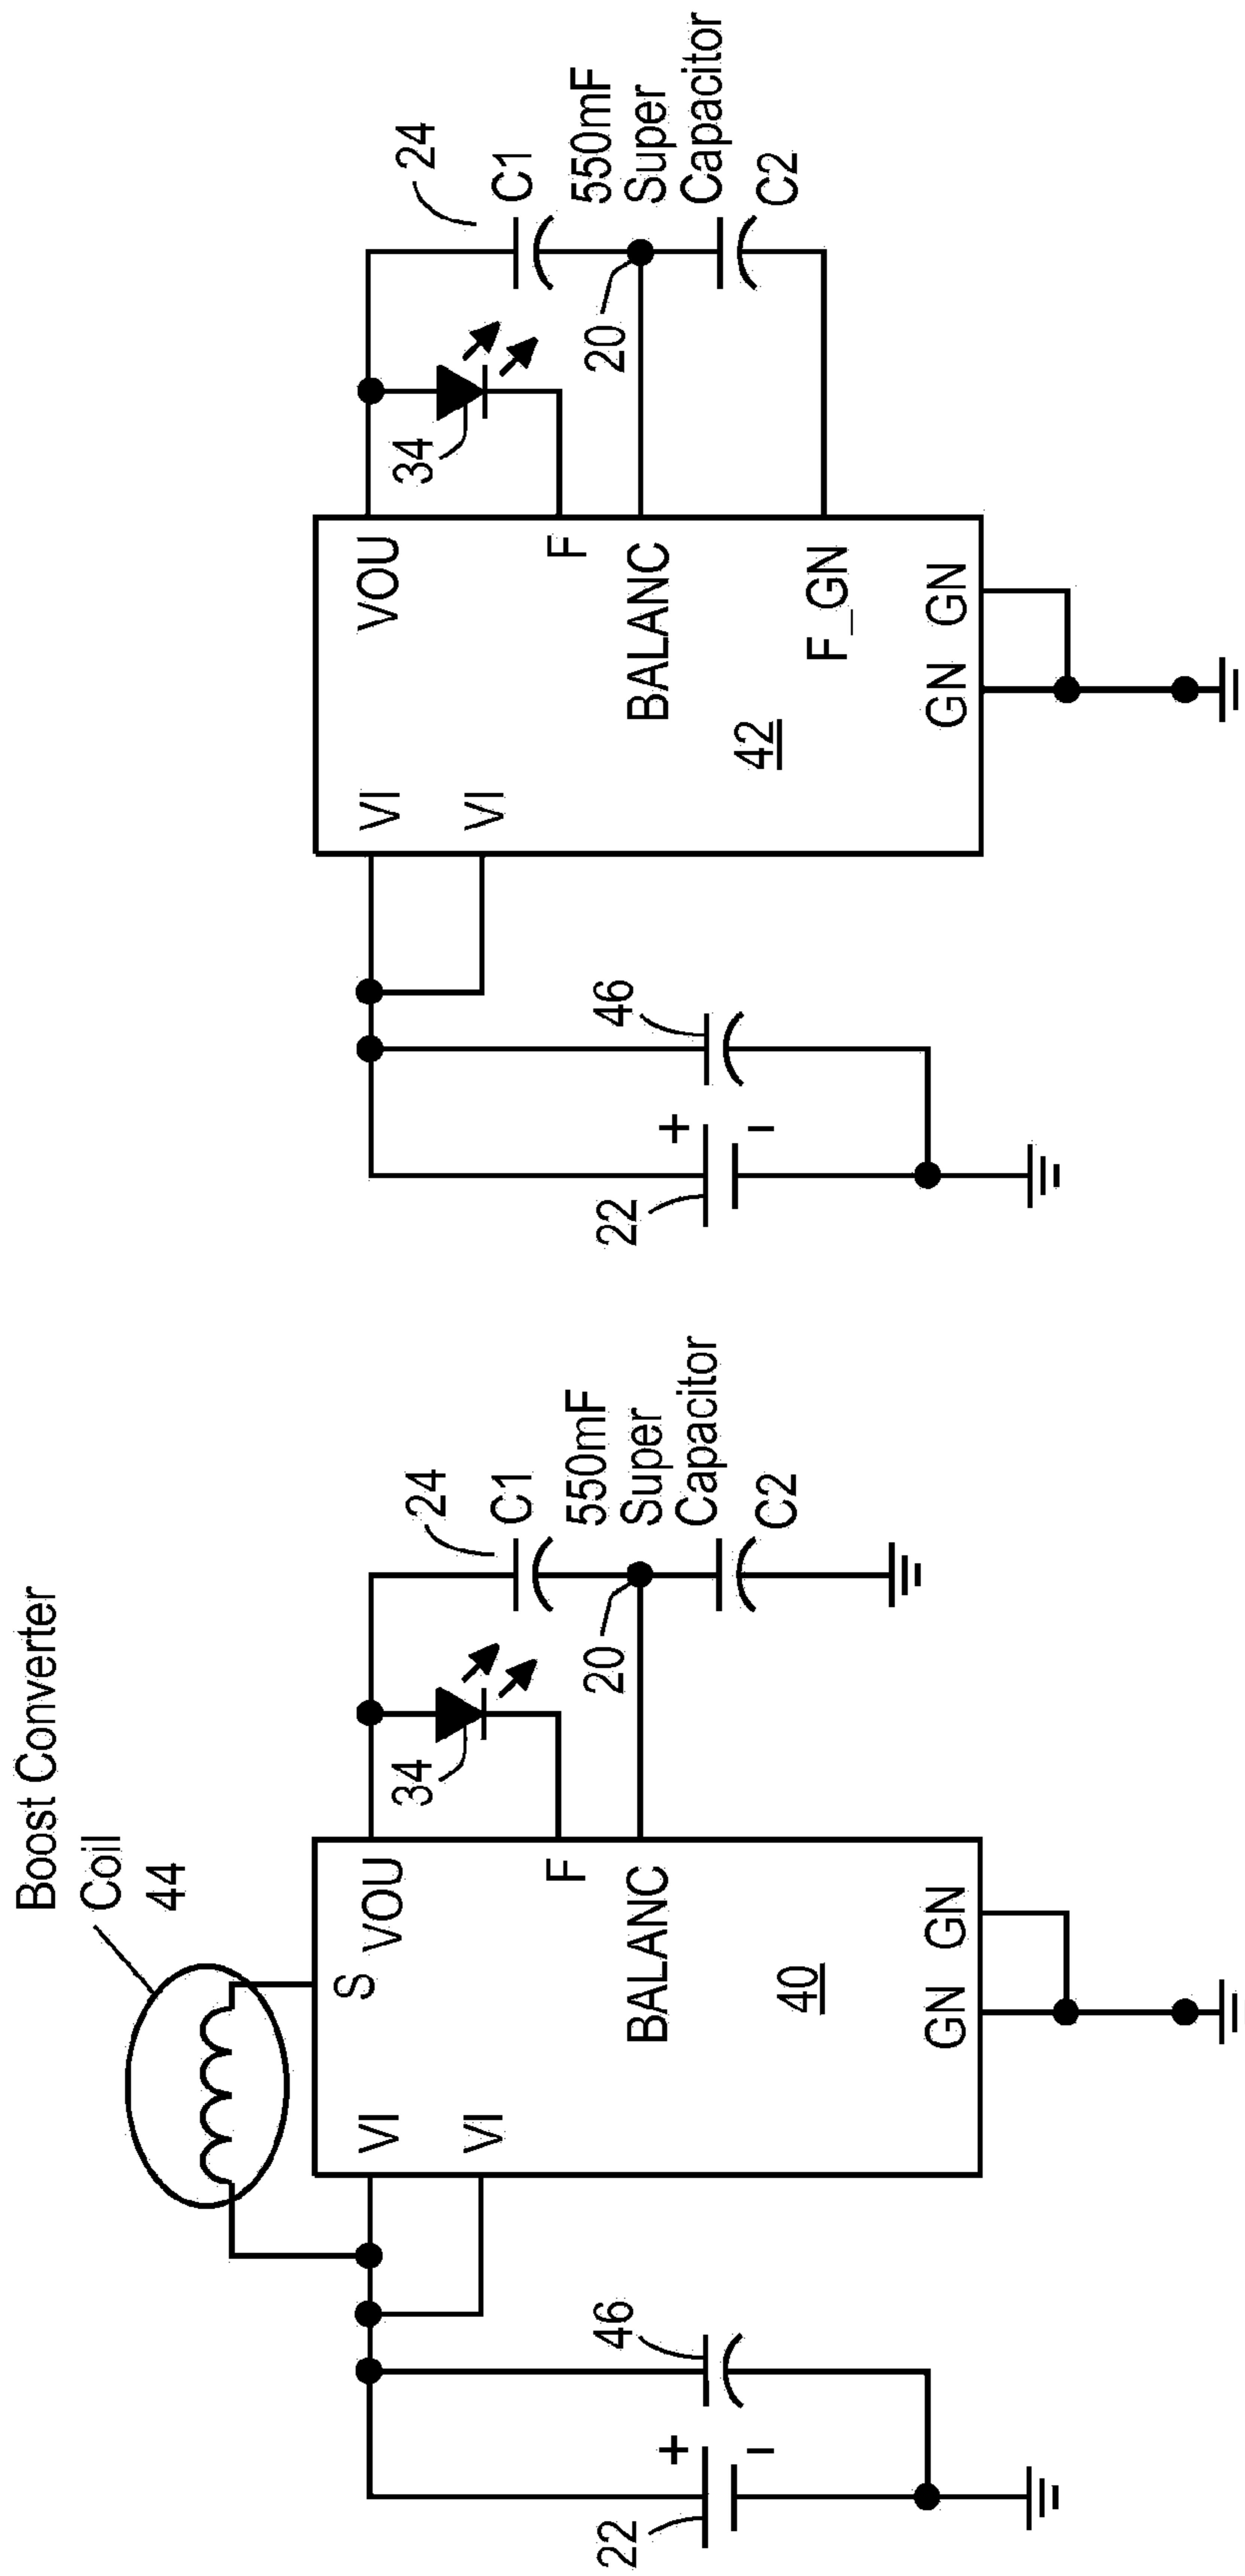 Boost Converter
Coil
44
S
VI
VOU
VI
F
BALANC
40
GN GN
22
+
−
46
34
24
C1
550mF
Super
Capacitor
20
C2
VI
VOU
VI
F
BALANC
42
F_GN
GN GN
22
+
−
46
34
24
C1
550mF
Super
Capacitor
20
C2